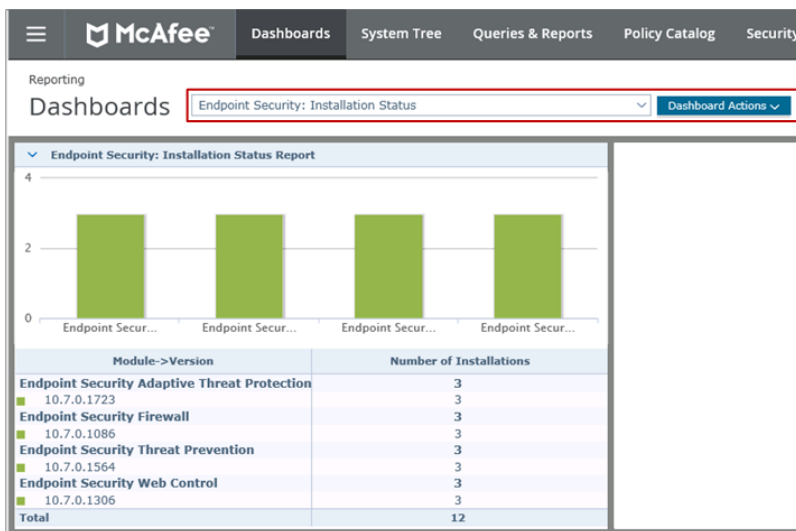 McAfee™ Dashboards System Tree Queries & Reports Policy Catalog Security
Reporting
Dashboards Endpoint Security: Installation Status Dashboard Actions
Endpoint Security: Installation Status Report
4
2
0
Endpoint Secur... Endpoint Secur... Endpoint Secur... Endpoint Secur...
Module->Version Number of Installations
Endpoint Security Adaptive Threat Protection 3
10.7.0.1723 3
Endpoint Security Firewall 3
10.7.0.1086 3
Endpoint Security Threat Prevention 3
10.7.0.1564 3
Endpoint Security Web Control 3
10.7.0.1306 3
Total 12